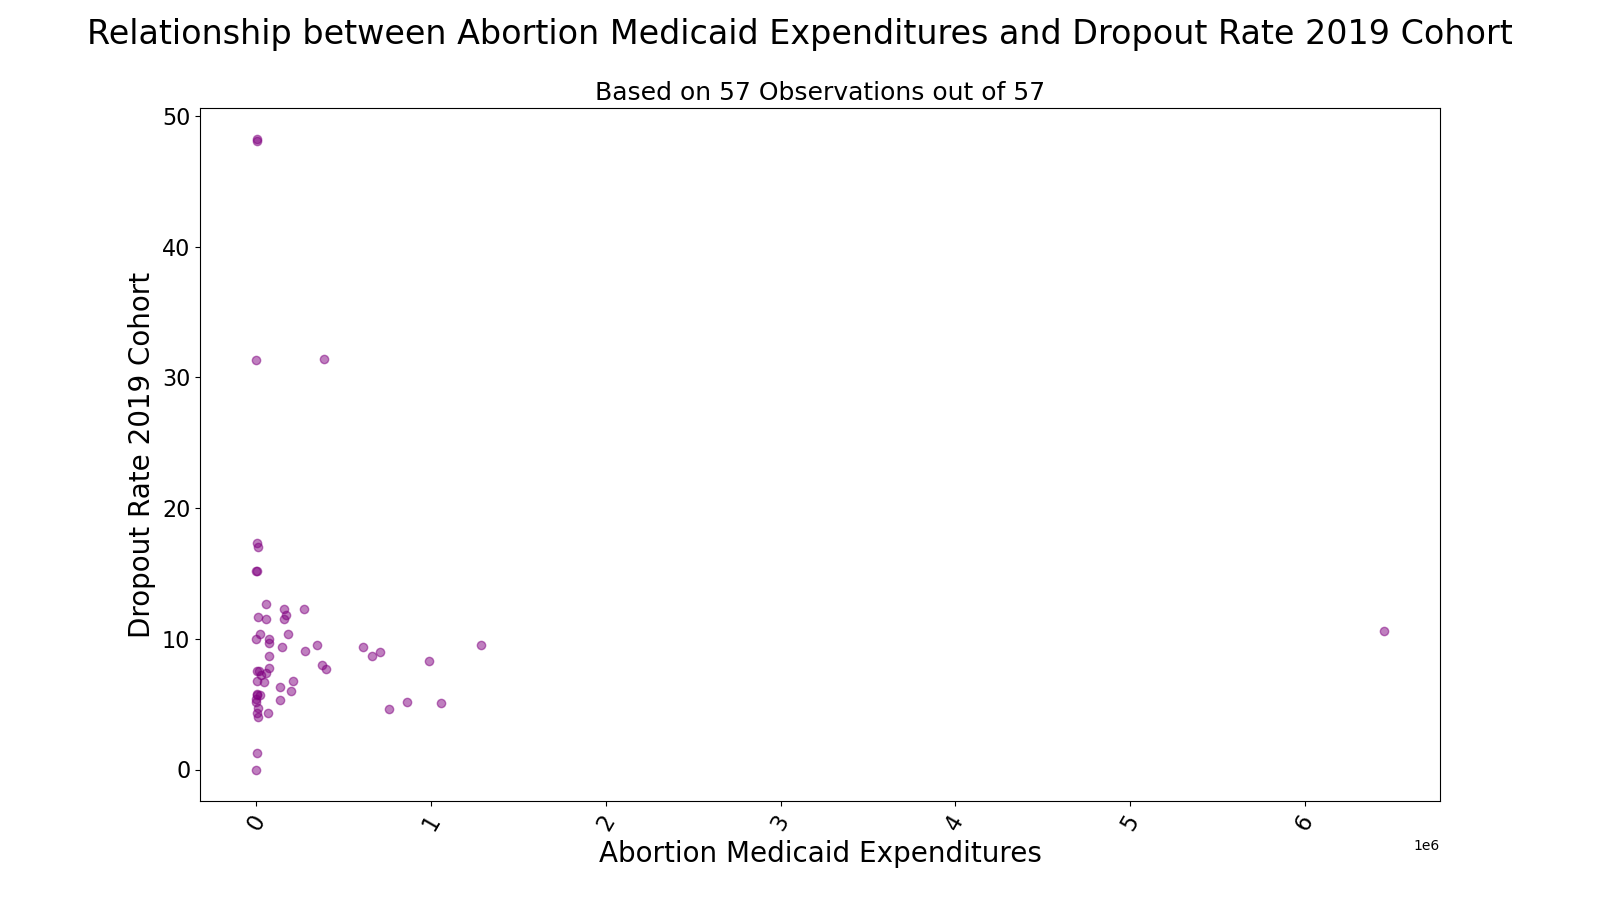 Relationship between Abortion Medicaid Expenditures and Dropout Rate 2019 Cohort
Based on 57 Observations out of 57
50
40
30
20
10
0
Dropout Rate 2019 Cohort
0 1 2 3 4 5 6
1e6
Abortion Medicaid Expenditures